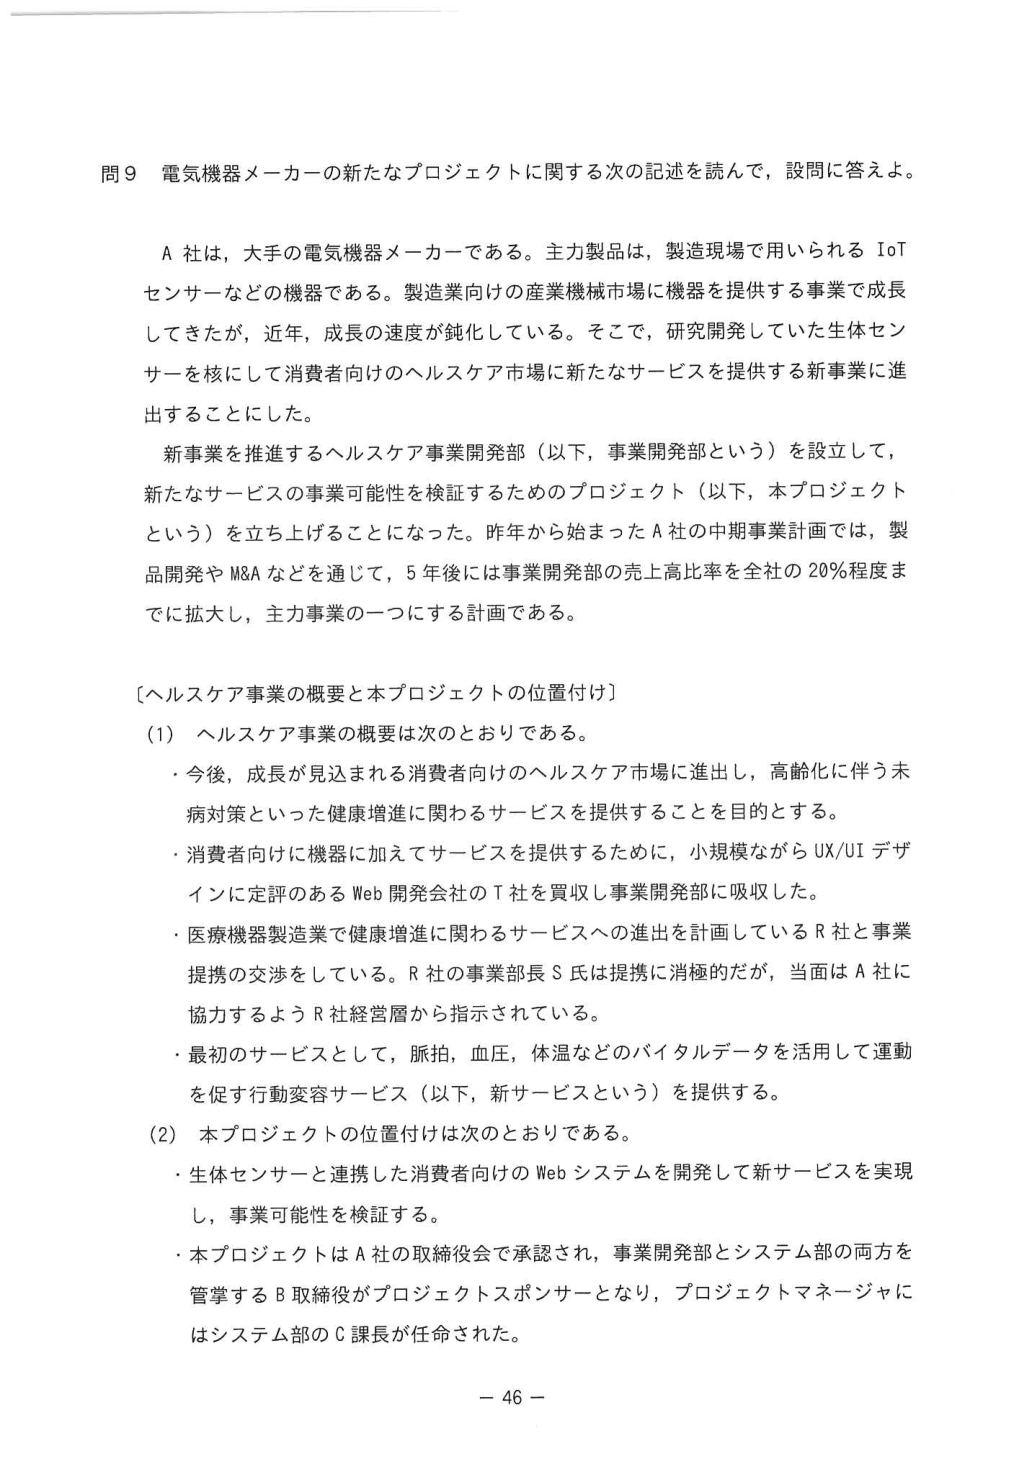 問9　電気機器メーカーの新たなプロジェクトに関する次の記述を読んで，設問に答えよ。
A 社は，大手の電気機器メーカーである。主力製品は，製造現場で用いられる IoT
センサーなどの機器である。製造業向けの産業機械市場に機器を提供する事業で成長
してきたが，近年，成長の速度が鈍化している。そこで，研究開発していた生体セン
サーを核にして消費者向けのヘルスケア市場に新たなサービスを提供する新事業に進
出することにした。
新事業を推進するヘルスケア事業開発部（以下，事業開発部という）を設立して，
新たなサービスの事業可能性を検証するためのプロジェクト（以下，本プロジェクト
という）を立ち上げることになった。昨年から始まった A 社の中期事業計画では，製
品開発や M&A などを通じて，5 年後には事業開発部の売上高比率を全社の 20％程度ま
でに拡大し，主力事業の一つにする計画である。
〔ヘルスケア事業の概要と本プロジェクトの位置付け〕
(1)　ヘルスケア事業の概要は次のとおりである。
・今後，成長が見込まれる消費者向けのヘルスケア市場に進出し，高齢化に伴う未
病対策といった健康増進に関わるサービスを提供することを目的とする。
・消費者向けに機器に加えてサービスを提供するために，小規模ながら UX/UI デザ
インに定評のある Web 開発会社の T 社を買収し事業開発部に吸収した。
・医療機器製造業で健康増進に関わるサービスへの進出を計画している R 社と事業
提携の交渉をしている。R 社の事業部長 S 氏は提携に消極的だが，当面は A 社に
協力するよう R 社経営層から指示されている。
・最初のサービスとして，脈拍，血圧，体温などのバイタルデータを活用して運動
を促す行動変容サービス（以下，新サービスという）を提供する。
(2)　本プロジェクトの位置付けは次のとおりである。
・生体センサーと連携した消費者向けの Web システムを開発して新サービスを実現
し，事業可能性を検証する。
・本プロジェクトは A 社の取締役会で承認され，事業開発部とシステム部の両方を
管掌する B 取締役がプロジェクトスポンサーとなり，プロジェクトマネージャに
はシステム部の C 課長が任命された。
－ 46 －